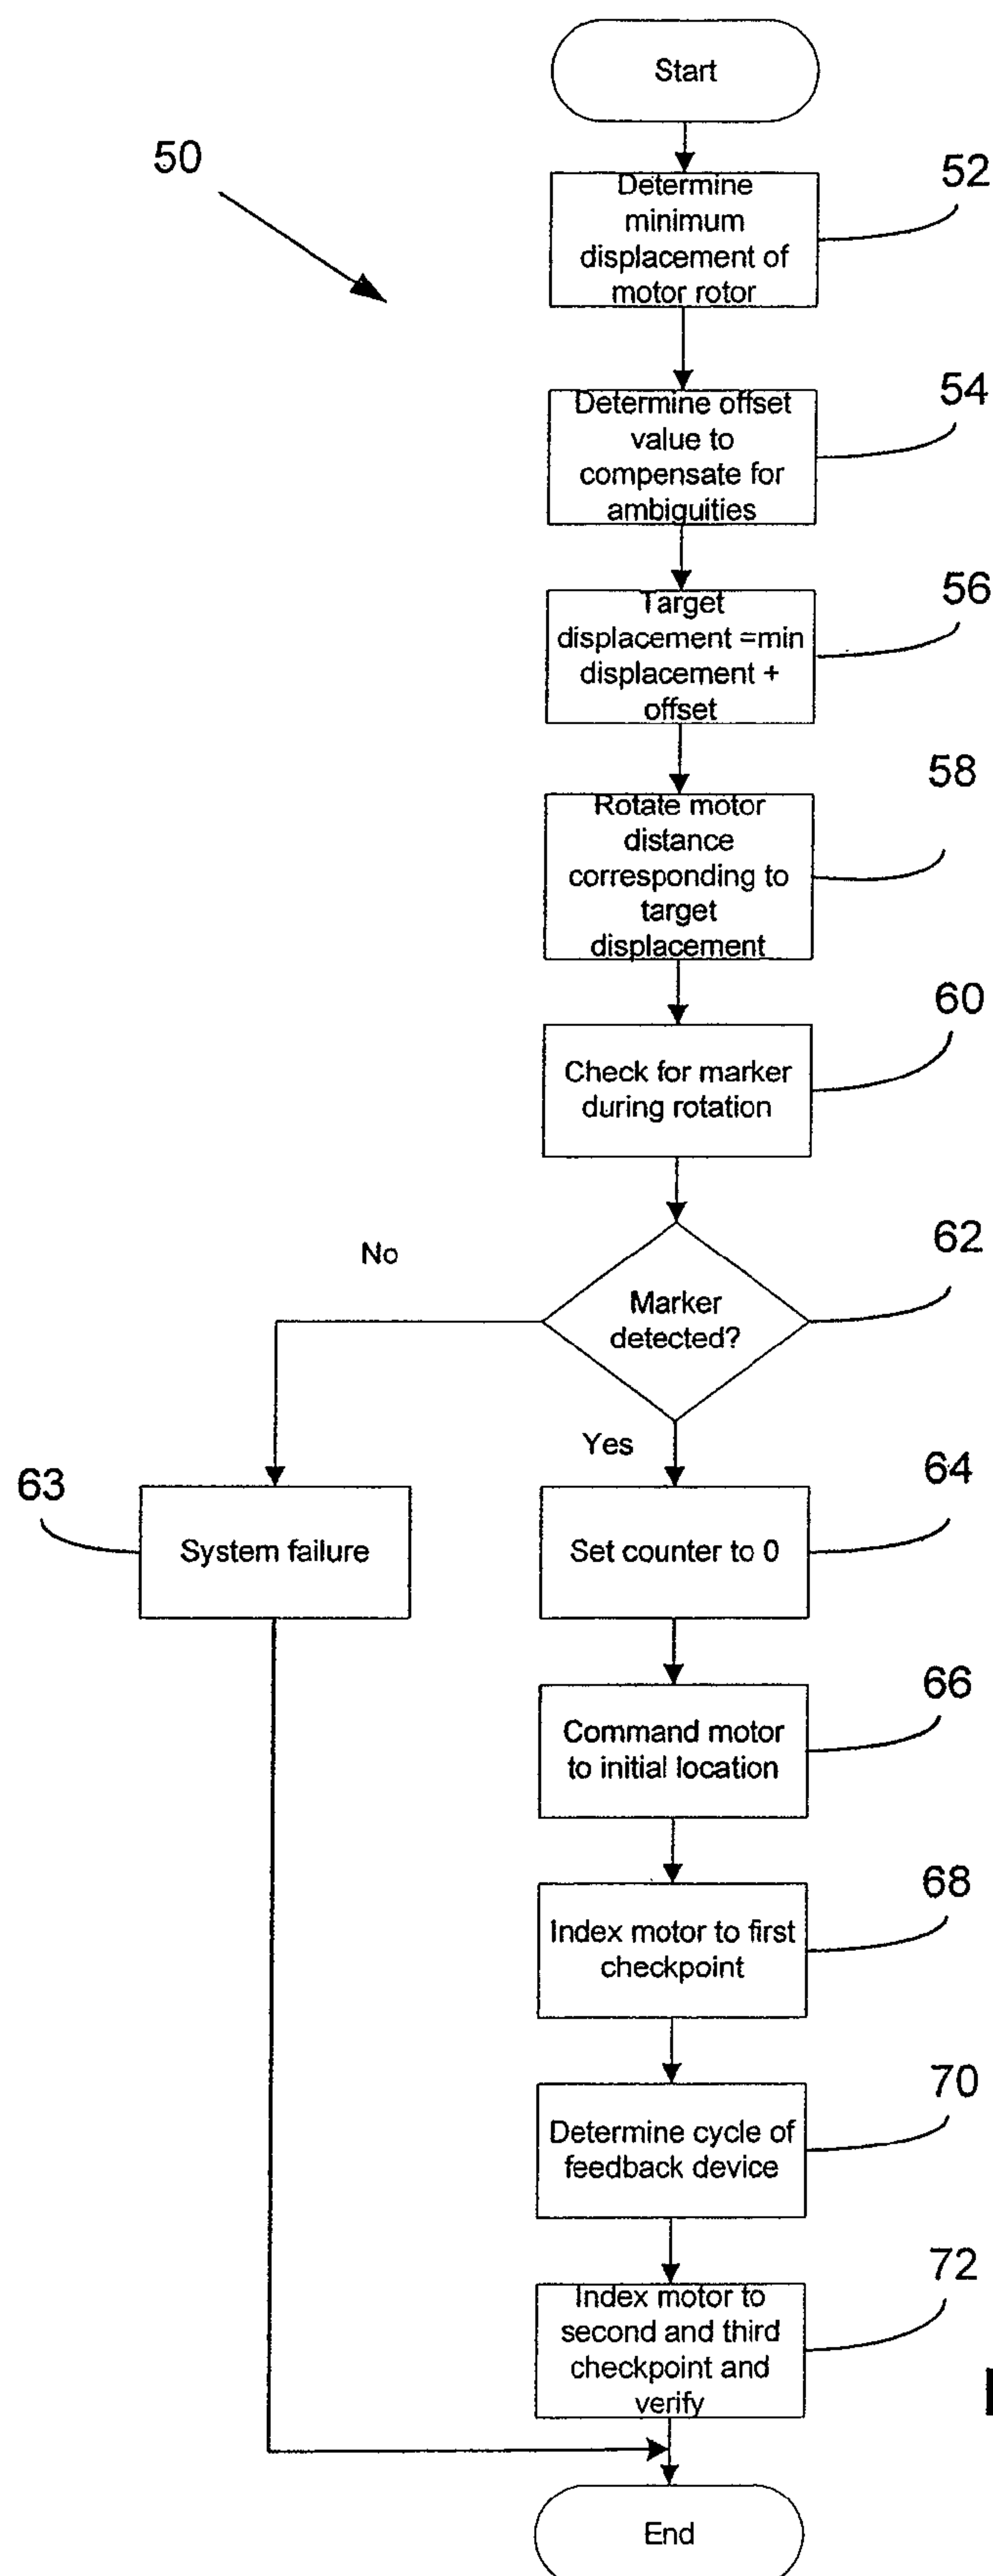 Start
50
52
Determine
minimum
displacement of
motor rotor
54
Determine offset
value to
compensate for
ambiguities
56
Target
displacement =min
displacement +
offset
58
Rotate motor
distance
corresponding to
target
displacement
60
Check for marker
during rotation
62
No
Marker
detected?
Yes
63
System failure
64
Set counter to 0
66
Command motor
to initial location
68
Index motor to first
checkpoint
70
Determine cycle of
feedback device
72
Index motor to
second and third
checkpoint and
verify
End